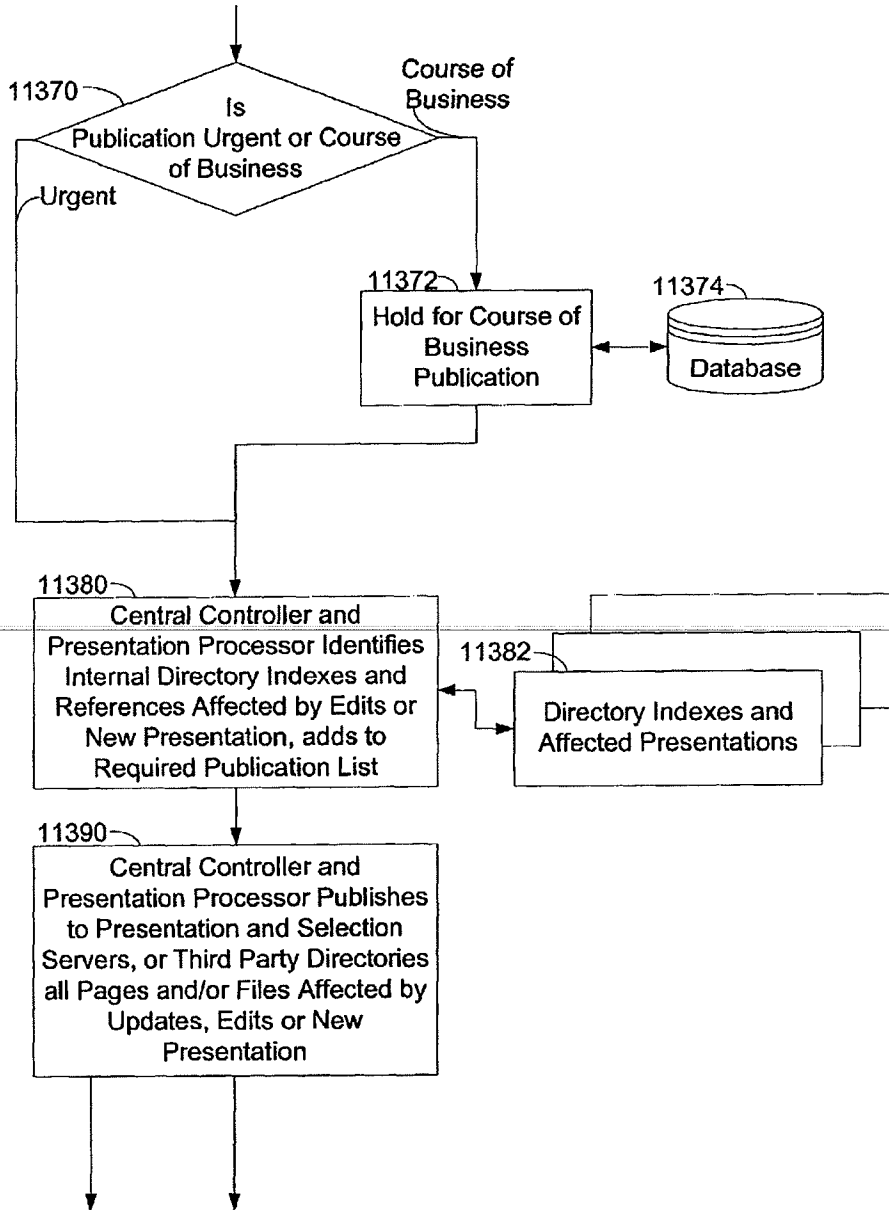 11370
Is
Publication Urgent or Course
of Business
Course of
Business
Urgent
11372
Hold for Course of
Business
Publication
11374
Database
11380
Central Controller and
Presentation Processor Identifies
Internal Directory Indexes and
References Affected by Edits or
New Presentation, adds to
Required Publication List
11382
Directory Indexes and
Affected Presentations
11390
Central Controller and
Presentation Processor Publishes
to Presentation and Selection
Servers, or Third Party Directories
all Pages and/or Files Affected by
Updates, Edits or New
Presentation